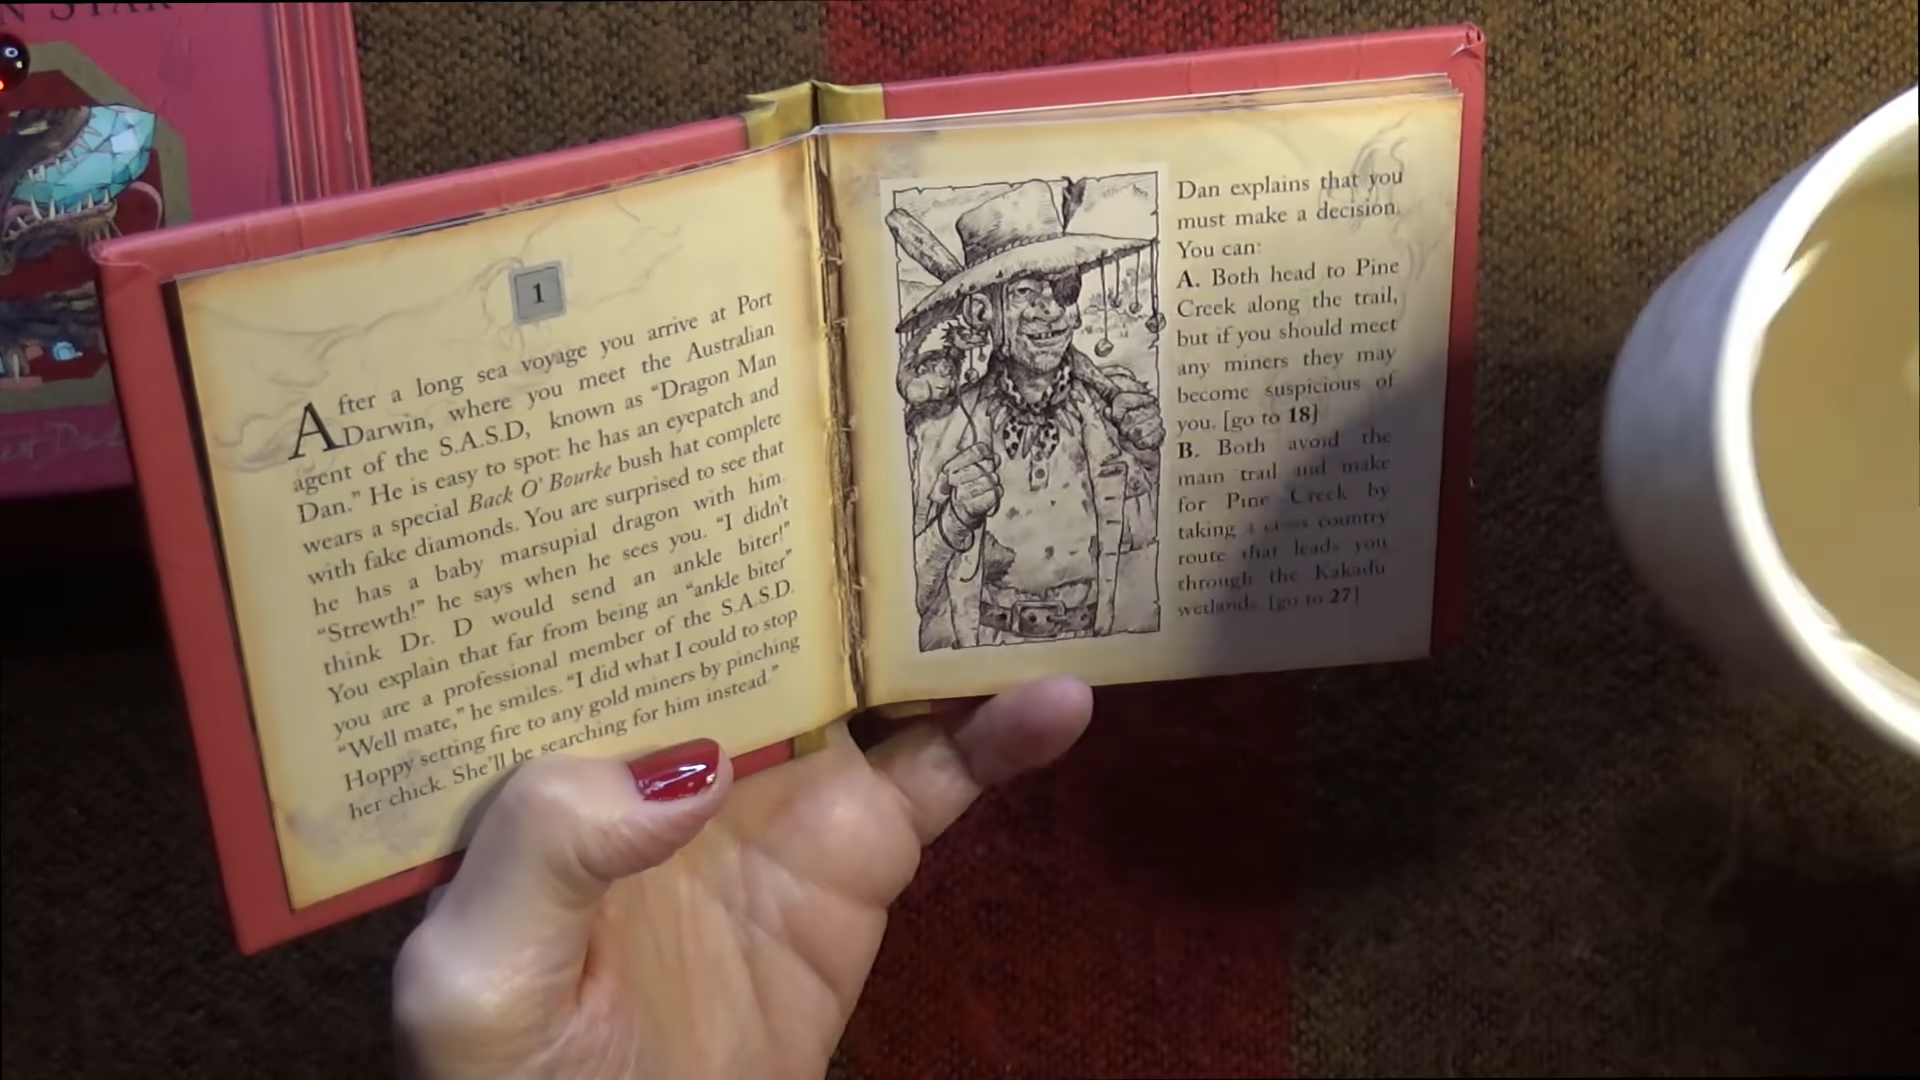 N STAR
1
After a long sea voyage you arrive at Port
Darwin, where you meet the Australian
agent of the S.A.S.D, known as “Dragon Man
Dan.” He is easy to spot: he has an eyepatch and
wears a special Back O’ Bourke bush hat complete
with fake diamonds. You are surprised to see that
he has a baby marsupial dragon with him.
“Strewth!” he says when he sees you. “I didn’t
think Dr. D would send an ankle biter!”
You explain that far from being an “ankle biter”
you are a professional member of the S.A.S.D.
“Well mate,” he smiles. “I did what I could to stop
Hoppy setting fire to any gold miners by pinching
her chick. She’ll be searching for him instead.”
Dan explains that you
must make a decision.
You can:
A. Both head to Pine
Creek along the trail,
but if you should meet
any miners they may
become suspicious of
you. [go to 18]
B. Both avoid the
main trail and make
for Pine Creek by
taking a cross country
route that leads you
through the Kakadu
wetlands. [go to 27]